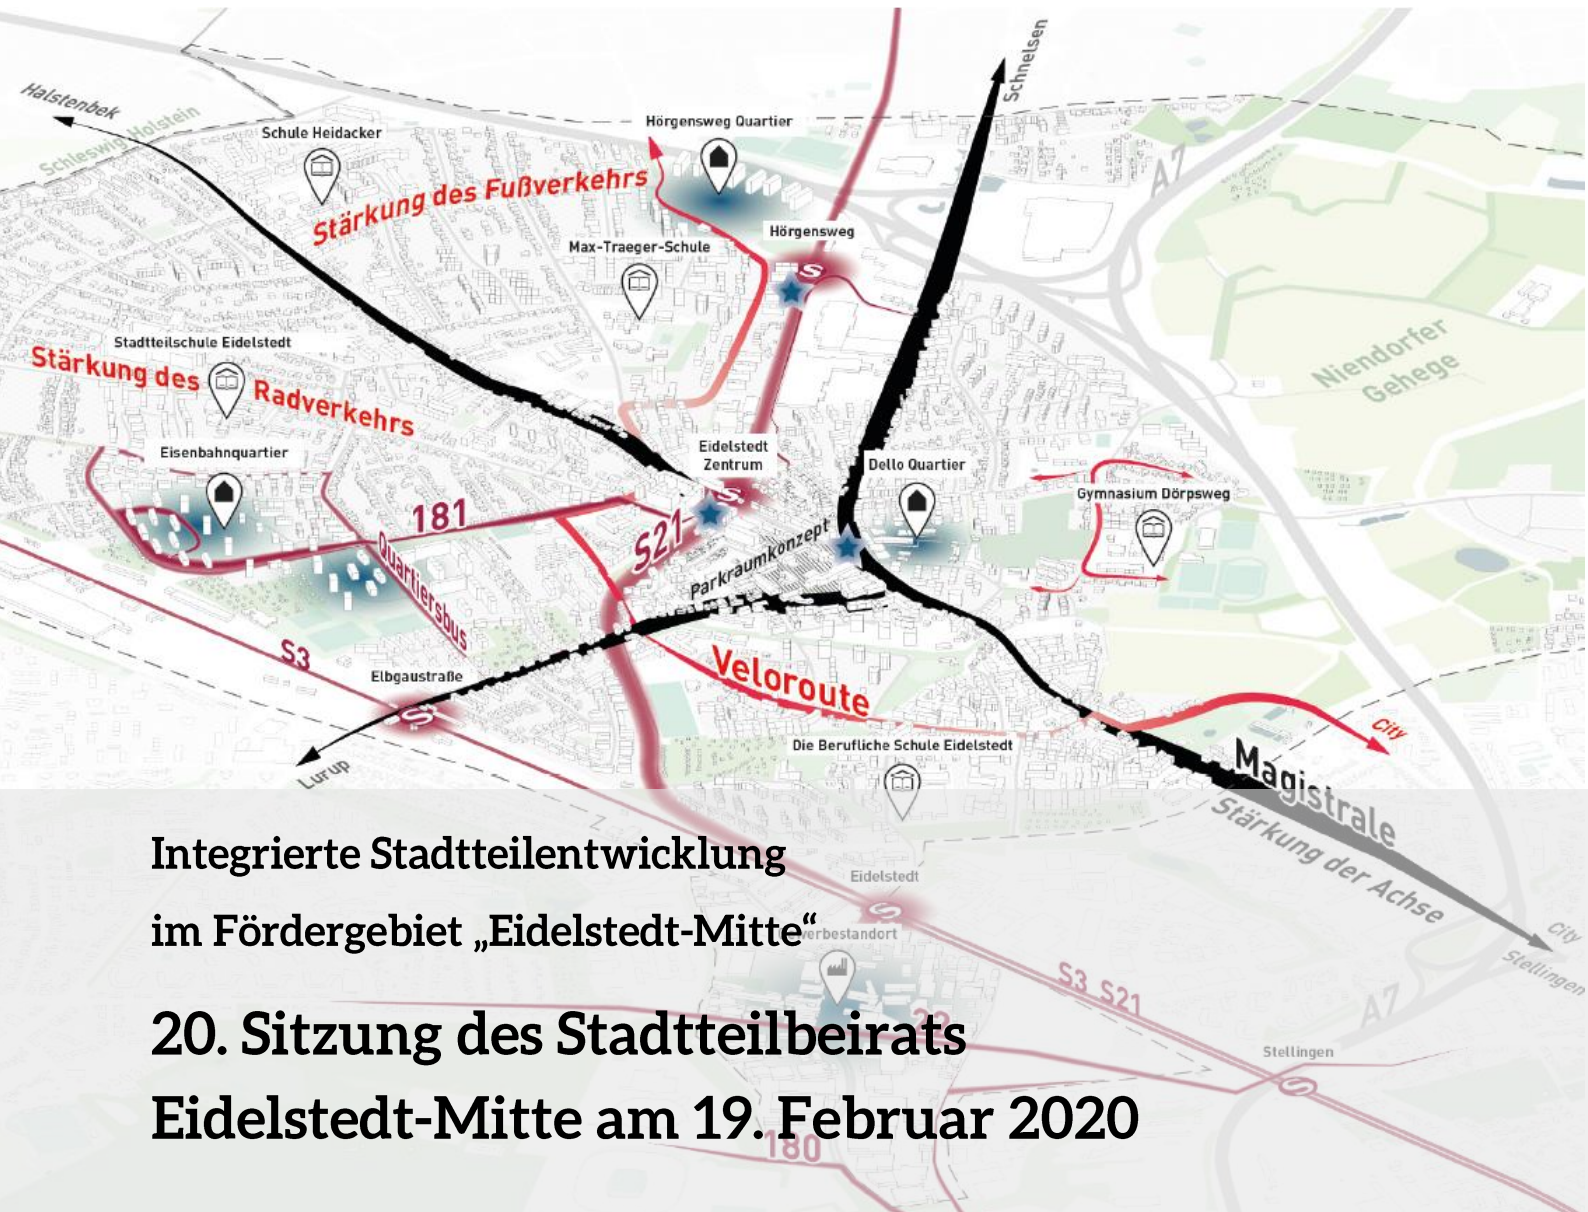 Schnelsen
Halstenbek
Schleswig Holstein
Schule Heidacker
Hörgensweg Quartier
A7
Stärkung des Fußverkehrs
Hörgensweg
Max-Traeger-Schule
S
Niendorfer
Gehege
Stadtteilschule Eidelstedt
Stärkung des Radverkehrs
Eisenbahnquartier
Eidelstedt
Zentrum
S
Dello Quartier
Gymnasium Dörpsweg
181
S21
Parkraumkonzept
Quartiersbus
S3
Elbgaustraße
S
Veloroute
City
Lurup
Die Berufliche Schule Eidelstedt
Magistrale
Stärkung der Achse
City
Stellingen
Integrierte Stadtteilentwicklung
Eidelstedt
S
im Fördergebiet „Eidelstedt-Mitte“
S3 S21
A7
20. Sitzung des Stadtteilbeirats
22
Stellingen
S
Eidelstedt-Mitte am 19. Februar 2020
180